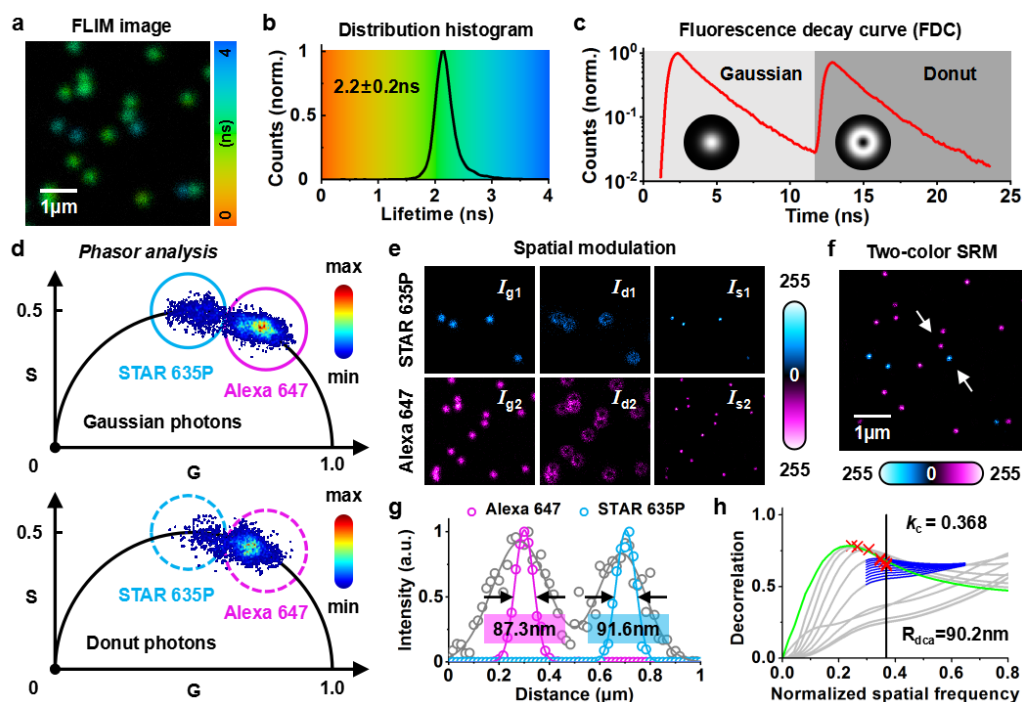 a FLIM image
4
(ns)
0
1µm
b Distribution histogram
Counts (norm.)
1
0.5
0
2.2±0.2ns
0 1 2 3 4
Lifetime (ns)
c Fluorescence decay curve (FDC)
Counts (norm.)
10⁰
10⁻¹
10⁻²
Gaussian
Donut
0 5 10 15 20 25
Time (ns)
d Phasor analysis
0.5
S
STAR 635P
Alexa 647
max
min
Gaussian photons
0
G
1.0
0.5
S
STAR 635P
Alexa 647
max
min
Donut photons
0
G
1.0
e Spatial modulation
STAR 635P
Ig1 Id1 Is1
Alexa 647
Ig2 Id2 Is2
255
0
255
f Two-color SRM
1µm
255 0 255
g
Alexa 647 STAR 635P
Intensity (a.u.)
1
0.5
0
87.3nm
91.6nm
0 0.2 0.4 0.6 0.8 1
Distance (µm)
h
Decorrelation
1.0
0.5
0.0
kc = 0.368
Rdca=90.2nm
0.0 0.2 0.4 0.6 0.8 1.0
Normalized spatial frequency